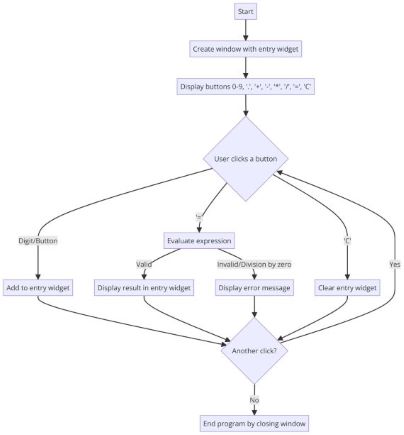 Start
Create window with entry widget
Display buttons 0-9, '.', '+', '-', '*', '/', '=', 'C'
User clicks a button
Digit/Button
'='
'C'
Evaluate expression
Yes
Valid
Invalid/Division by zero
Add to entry widget
Display result in entry widget
Display error message
Clear entry widget
Another click?
No
End program by closing window